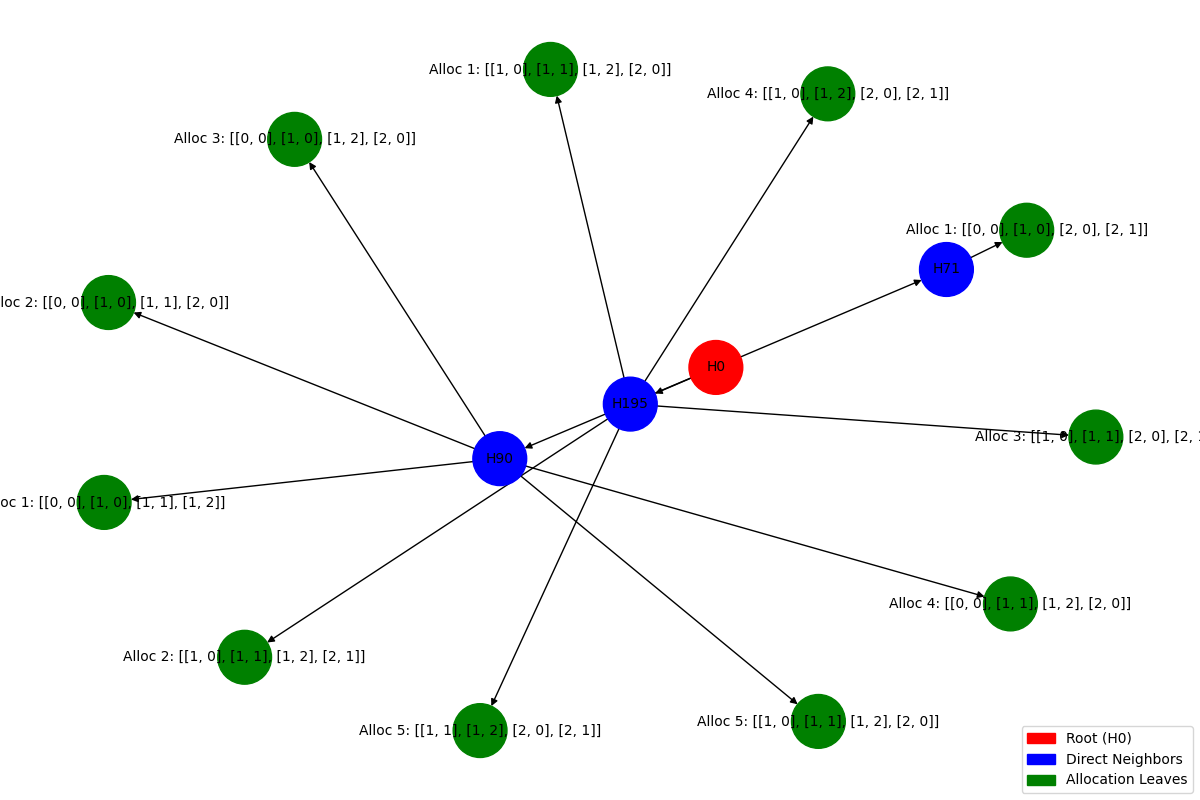 Alloc 1: [[1, 0], [1, 1], [1, 2], [2, 0]]
Alloc 4: [[1, 0], [1, 2], [2, 0], [2, 1]]
Alloc 3: [[0, 0], [1, 0], [1, 2], [2, 0]]
Alloc 1: [[0, 0], [1, 0], [2, 0], [2, 1]]
H71
loc 2: [[0, 0], [1, 0], [1, 1], [2, 0]]
H0
H195
Alloc 3: [[1, 0], [1, 1], [2, 0], [2, 1
H90
oc 1: [[0, 0], [1, 0], [1, 1], [1, 2]]
Alloc 4: [[0, 0], [1, 1], [1, 2], [2, 0]]
Alloc 2: [[1, 0], [1, 1], [1, 2], [2, 1]]
Alloc 5: [[1, 0], [1, 1], [1, 2], [2, 0]]
Alloc 5: [[1, 1], [1, 2], [2, 0], [2, 1]]
Root (H0)
Direct Neighbors
Allocation Leaves